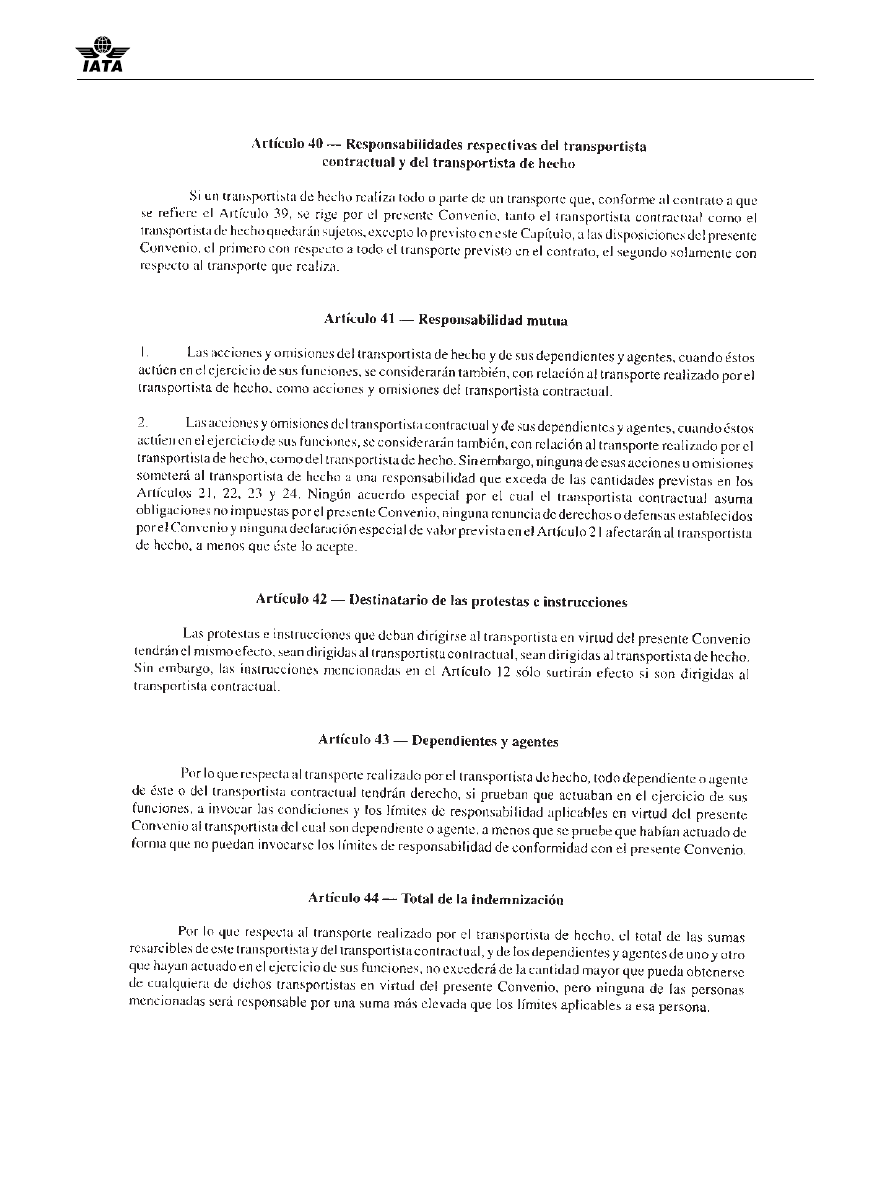 IATA
Artículo 40 — Responsabilidades respectivas del transportista
contractual y del transportista de hecho
Si un transportista de hecho realiza todo o parte de un transporte que, conforme al contrato a que
se refiere el Artículo 39, se rige por el presente Convenio, tanto el transportista contractual como el
transportista de hecho quedarán sujetos, excepto lo previsto en este Capítulo, a las disposiciones del presente
Convenio, el primero con respecto a todo el transporte previsto en el contrato, el segundo solamente con
respecto al transporte que realiza.
Artículo 41 — Responsabilidad mutua
1. Las acciones y omisiones del transportista de hecho y de sus dependientes y agentes, cuando éstos
actúen en el ejercicio de sus funciones, se considerarán también, con relación al transporte realizado por el
transportista de hecho, como acciones y omisiones del transportista contractual.
2. Las acciones y omisiones del transportista contractual y de sus dependientes y agentes, cuando éstos
actúen en el ejercicio de sus funciones, se considerarán también, con relación al transporte realizado por el
transportista de hecho, como del transportista de hecho. Sin embargo, ninguna de esas acciones u omisiones
someterá al transportista de hecho a una responsabilidad que exceda de las cantidades previstas en los
Artículos 21, 22, 23 y 24. Ningún acuerdo especial por el cual el transportista contractual asuma
obligaciones no impuestas por el presente Convenio, ninguna renuncia de derechos o defensas establecidos
por el Convenio y ninguna declaración especial de valor prevista en el Artículo 21 afectarán al transportista
de hecho, a menos que éste lo acepte.
Artículo 42 — Destinatario de las protestas e instrucciones
Las protestas e instrucciones que deban dirigirse al transportista en virtud del presente Convenio
tendrán el mismo efecto, sean dirigidas al transportista contractual, sean dirigidas al transportista de hecho.
Sin embargo, las instrucciones mencionadas en el Artículo 12 sólo surtirán efecto si son dirigidas al
transportista contractual.
Artículo 43 — Dependientes y agentes
Por lo que respecta al transporte realizado por el transportista de hecho, todo dependiente o agente
de éste o del transportista contractual tendrán derecho, si prueban que actuaban en el ejercicio de sus
funciones, a invocar las condiciones y los límites de responsabilidad aplicables en virtud del presente
Convenio al transportista del cual son dependiente o agente, a menos que se pruebe que habían actuado de
forma que no puedan invocarse los límites de responsabilidad de conformidad con el presente Convenio.
Artículo 44 — Total de la indemnización
Por lo que respecta al transporte realizado por el transportista de hecho, el total de las sumas
resarcibles de este transportista y del transportista contractual, y de los dependientes y agentes de uno y otro
que hayan actuado en el ejercicio de sus funciones, no excederá de la cantidad mayor que pueda obtenerse
de cualquiera de dichos transportistas en virtud del presente Convenio, pero ninguna de las personas
mencionadas será responsable por una suma más elevada que los límites aplicables a esa persona.